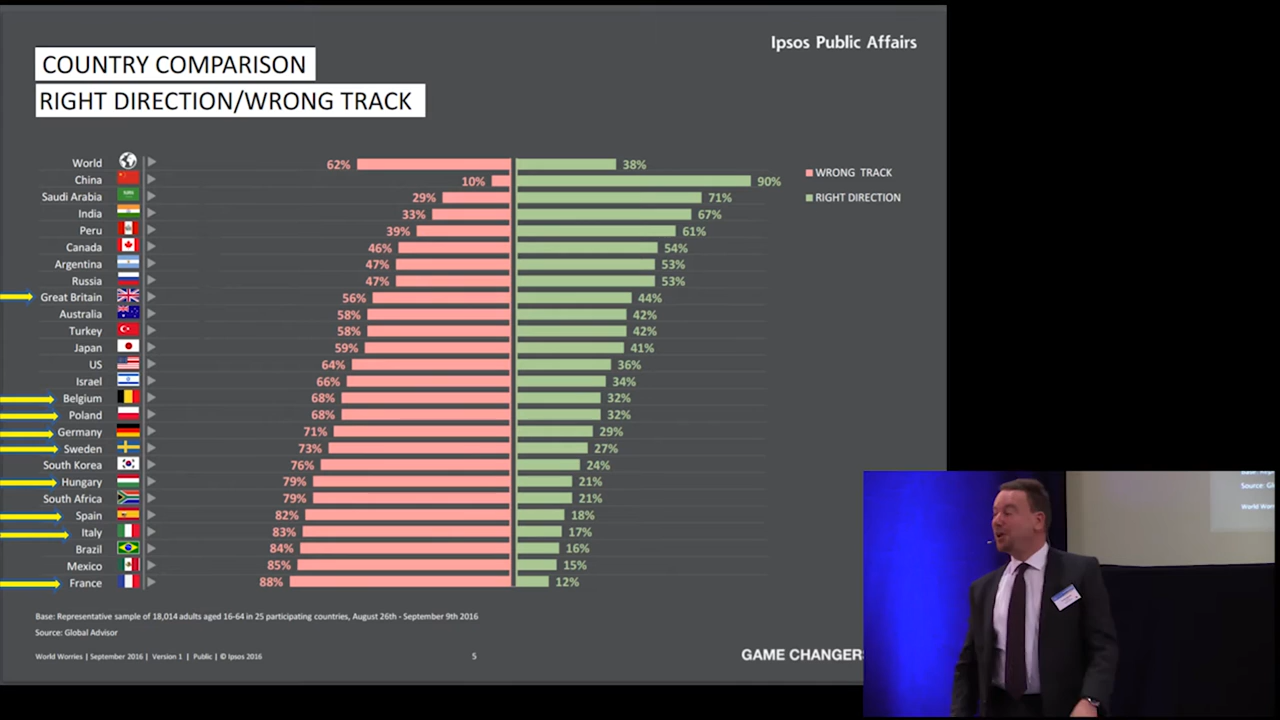 Ipsos Public Affairs
COUNTRY COMPARISON
RIGHT DIRECTION/WRONG TRACK
World 62% 38%
China 10% 90%
Saudi Arabia 29% 71%
India 33% 67%
Peru 39% 61%
Canada 46% 54%
Argentina 47% 53%
Russia 47% 53%
Great Britain 56% 44%
Australia 58% 42%
Turkey 58% 42%
Japan 59% 41%
US 64% 36%
Israel 66% 34%
Belgium 68% 32%
Poland 68% 32%
Germany 71% 29%
Sweden 73% 27%
South Korea 76% 24%
Hungary 79% 21%
South Africa 79% 21%
Spain 82% 18%
Italy 83% 17%
Brazil 84% 16%
Mexico 85% 15%
France 88% 12%
WRONG TRACK
RIGHT DIRECTION
Base: Representative sample of 18,014 adults aged 16-64 in 25 participating countries, August 26th - September 9th 2016
Source: Global Advisor
World Worries | September 2016 | Version 1 | Public | © Ipsos 2016
5
GAME CHANGERS
Source: Gl
World Worri